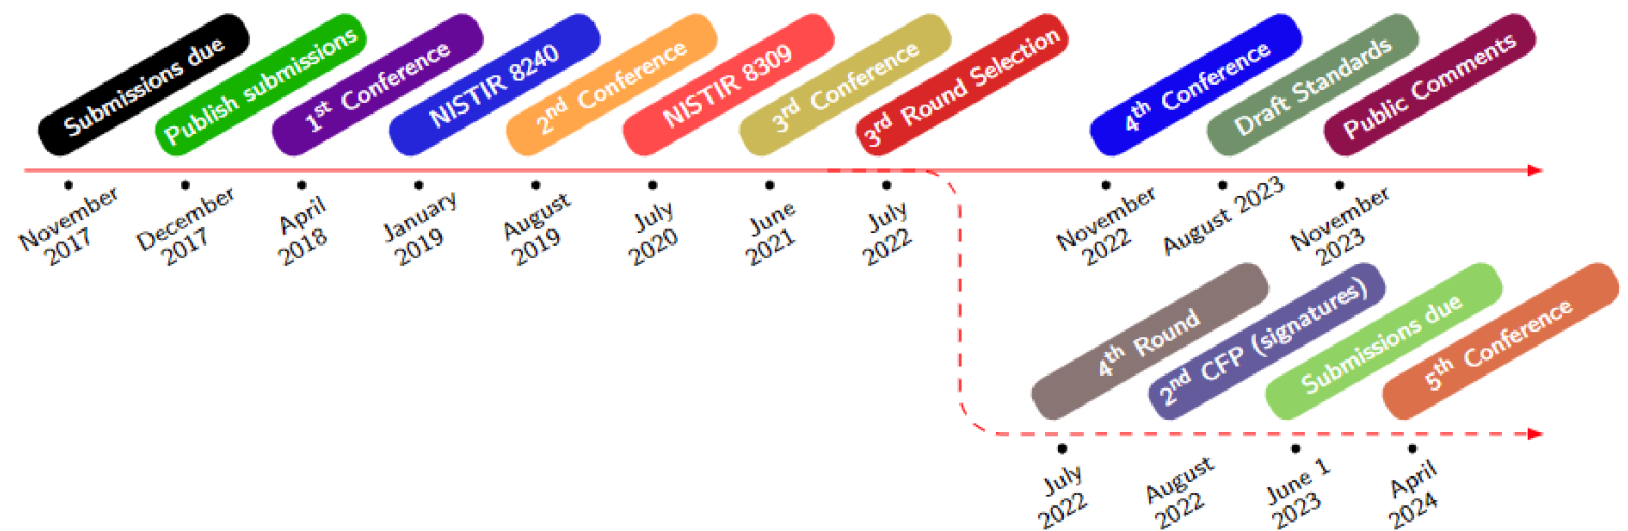 Submissions due
Publish submissions
1st Conference
NISTIR 8240
2nd Conference
NISTIR 8309
3rd Conference
3rd Round Selection
4th Conference
Draft Standards
Public Comments
November
2017
December
2017
April
2018
January
2019
August
2019
July
2020
June
2021
July
2022
November
2022
August 2023
November
2023
4th Round
2nd CFP (signatures)
Submissions due
5th Conference
July
2022
August
2022
June 1
2023
April
2024